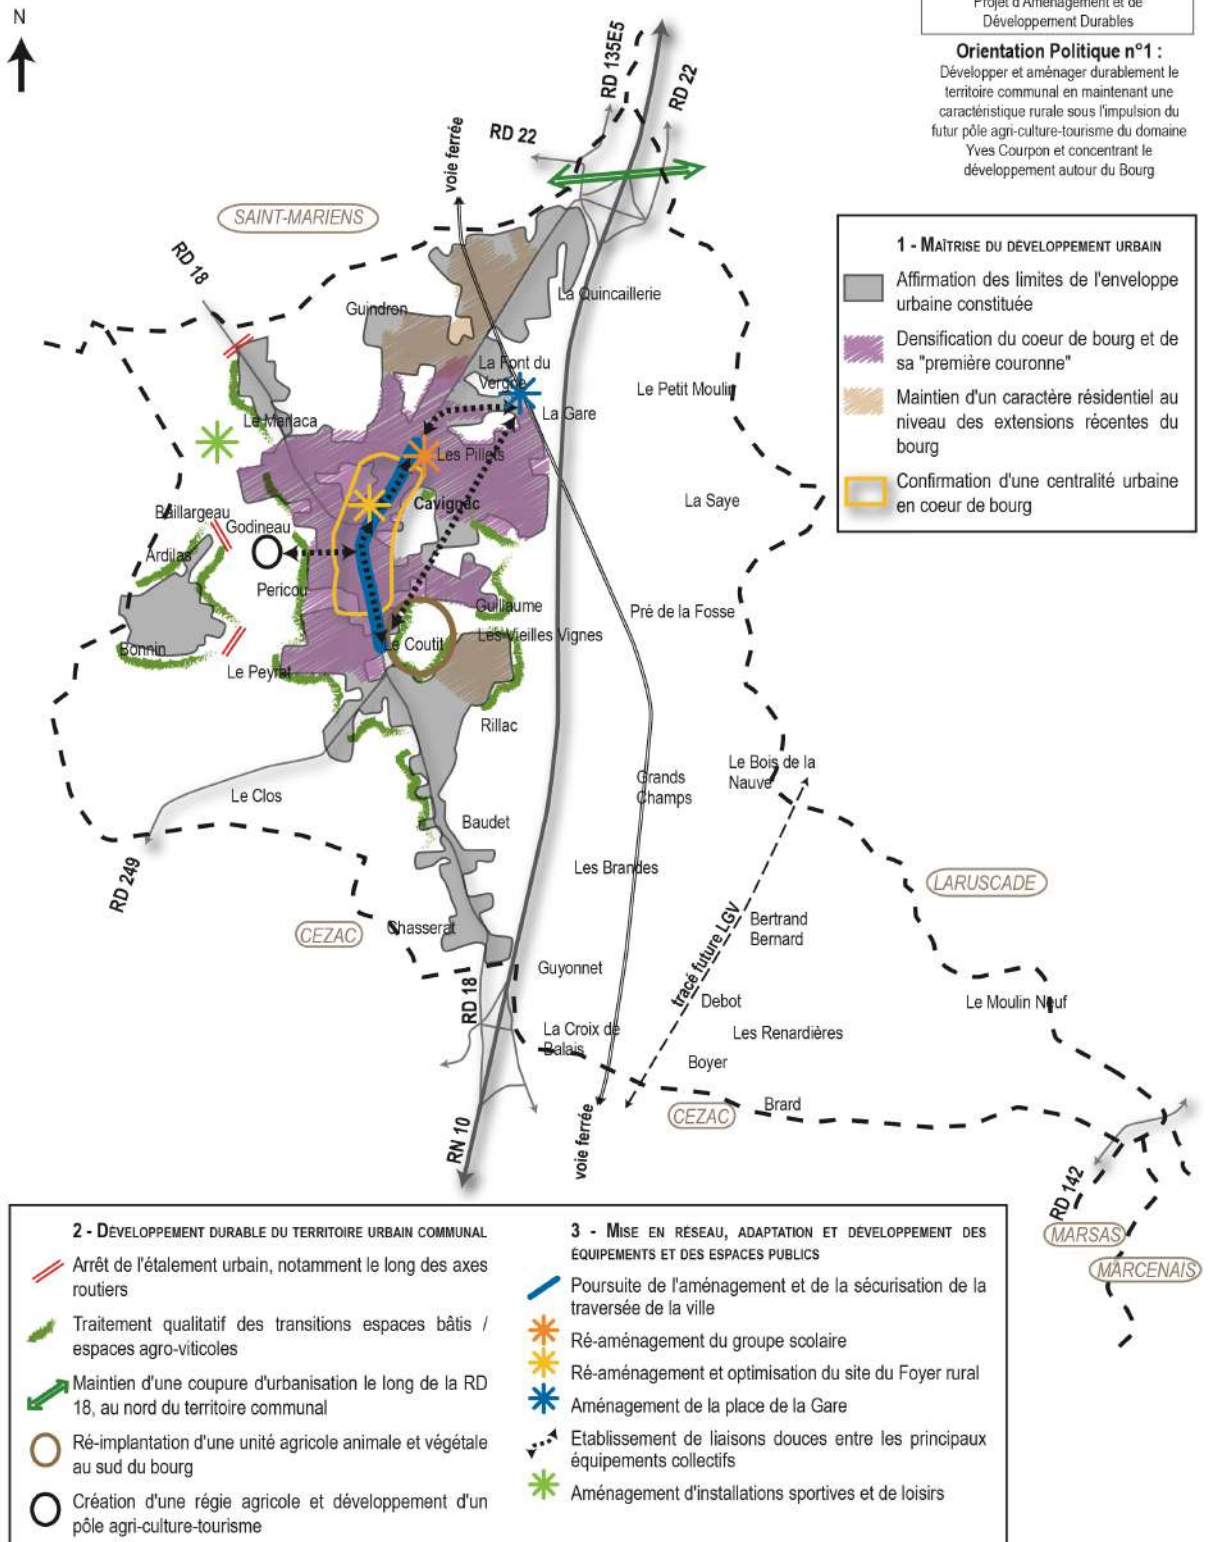 N
Projet d'Aménagement et de
Développement Durables
Orientation Politique n°1 :
Développer et aménager durablement le
territoire communal en maintenant une
caractéristique rurale sous l'impulsion du
futur pôle agri-culture-tourisme du domaine
Yves Courpon et concentrant le
développement autour du Bourg
RD 135E5
RD 22
RD 22
voie ferrée
SAINT-MARIENS
RD 18
1 - MAÎTRISE DU DÉVELOPPEMENT URBAIN
Affirmation des limites de l'enveloppe
urbaine constituée
Densification du coeur de bourg et de
sa "première couronne"
Maintien d'un caractère résidentiel au
niveau des extensions récentes du
bourg
Confirmation d'une centralité urbaine
en coeur de bourg
La Quincaillerie
Guindron
La Font du
Vergne
Le Petit Moulin
La Gare
Le Mariaca
Les Pillets
La Saye
Cavignac
Baillargeau
Godineau
Ardilas
Pericou
Guillaume
Pré de la Fosse
Les Vieilles Vignes
Le Coutit
Bonnin
Le Peyrat
Rillac
Le Bois de la
Nauve
Grands
Champs
Le Clos
Baudet
RD 249
Les Brandes
LARUSCADE
CEZAC
Chasserat
Bertrand
Bernard
tracé future LGV
Guyonnet
RD 18
Debot
Le Moulin Neuf
La Croix de
Balais
Les Renardières
Boyer
Brard
CEZAC
RN 10
voie ferrée
RD 142
MARSAS
MARCENAIS
2 - DÉVELOPPEMENT DURABLE DU TERRITOIRE URBAIN COMMUNAL
Arrêt de l'étalement urbain, notamment le long des axes
routiers
Traitement qualitatif des transitions espaces bâtis /
espaces agro-viticoles
Maintien d'une coupure d'urbanisation le long de la RD
18, au nord du territoire communal
Ré-implantation d'une unité agricole animale et végétale
au sud du bourg
Création d'une régie agricole et développement d'un
pôle agri-culture-tourisme
3 - MISE EN RÉSEAU, ADAPTATION ET DÉVELOPPEMENT DES
ÉQUIPEMENTS ET DES ESPACES PUBLICS
Poursuite de l'aménagement et de la sécurisation de la
traversée de la ville
Ré-aménagement du groupe scolaire
Ré-aménagement et optimisation du site du Foyer rural
Aménagement de la place de la Gare
Etablissement de liaisons douces entre les principaux
équipements collectifs
Aménagement d'installations sportives et de loisirs